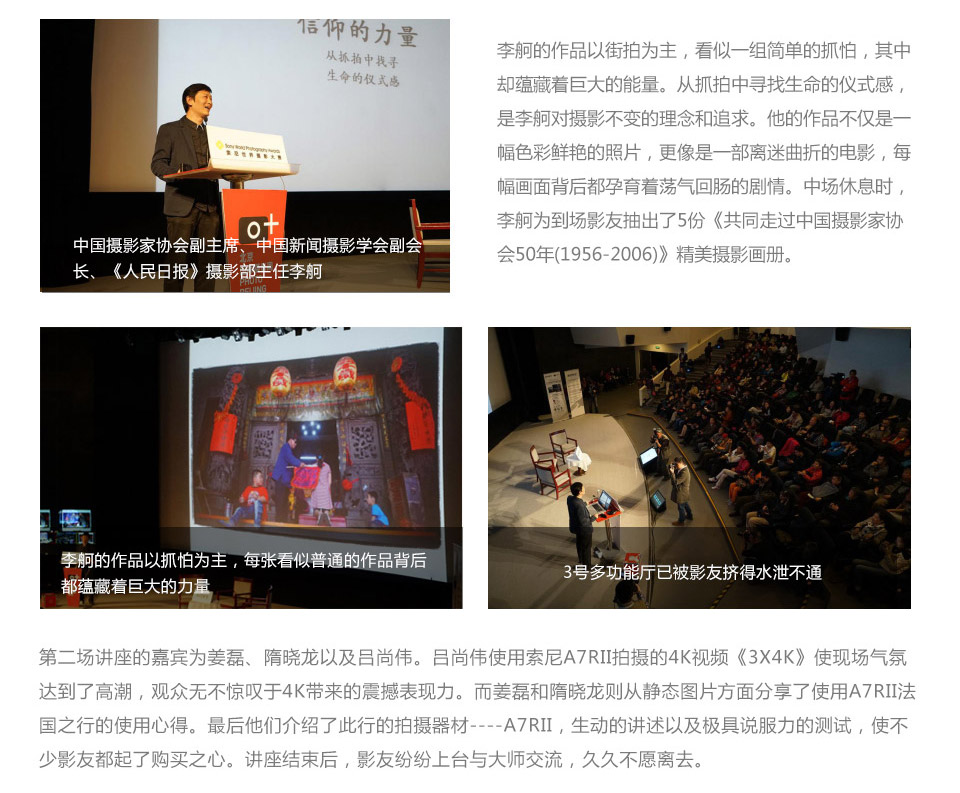 信仰的力量
从抓拍中找寻
生命的仪式感
Sony World Photography Awards
索尼世界摄影大赛
o+
北京
PHOTO
BEIJING
中国摄影家协会副主席、中国新闻摄影学会副会
长、《人民日报》摄影部主任李舸
李舸的作品以街拍为主，看似一组简单的抓怕，其中
却蕴藏着巨大的能量。从抓拍中寻找生命的仪式感，
是李舸对摄影不变的理念和追求。他的作品不仅是一
幅色彩鲜艳的照片，更像是一部离迷曲折的电影，每
幅画面背后都孕育着荡气回肠的剧情。中场休息时，
李舸为到场影友抽出了5份《共同走过中国摄影家协
会50年(1956-2006)》精美摄影画册。
李舸的作品以抓怕为主，每张看似普通的作品背后
都蕴藏着巨大的力量
3号多功能厅已被影友挤得水泄不通
第二场讲座的嘉宾为姜磊、隋晓龙以及吕尚伟。吕尚伟使用索尼A7RII拍摄的4K视频《3X4K》使现场气氛
达到了高潮，观众无不惊叹于4K带来的震撼表现力。而姜磊和隋晓龙则从静态图片方面分享了使用A7RII法
国之行的使用心得。最后他们介绍了此行的拍摄器材----A7RII，生动的讲述以及极具说服力的测试，使不
少影友都起了购买之心。讲座结束后，影友纷纷上台与大师交流，久久不愿离去。